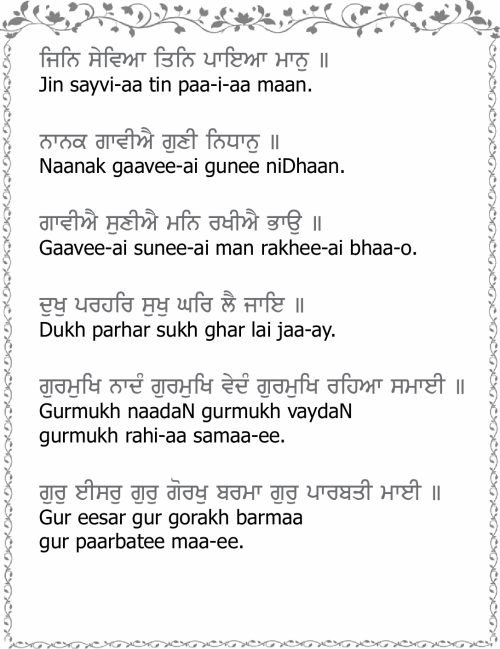 ਜਿਨਿ ਸੇਵਿਆ ਤਿਨਿ ਪਾਇਆ ਮਾਨੁ ॥
Jin sayvi-aa tin paa-i-aa maan.
ਨਾਨਕ ਗਾਵੀਐ ਗੁਣੀ ਨਿਧਾਨੁ ॥
Naanak gaavee-ai gunee niDhaan.
ਗਾਵੀਐ ਸੁਣੀਐ ਮਨਿ ਰਖੀਐ ਭਾਉ ॥
Gaavee-ai sunee-ai man rakhee-ai bhaa-o.
ਦੁਖੁ ਪਰਹਰਿ ਸੁਖੁ ਘਰਿ ਲੈ ਜਾਇ ॥
Dukh parhar sukh ghar lai jaa-ay.
ਗੁਰਮੁਖਿ ਨਾਦੰ ਗੁਰਮੁਖਿ ਵੇਦੰ ਗੁਰਮੁਖਿ ਰਹਿਆ ਸਮਾਈ ॥
Gurmukh naadaN gurmukh vaydaN
gurmukh rahi-aa samaa-ee.
ਗੁਰੁ ਈਸਰੁ ਗੁਰੁ ਗੋਰਖੁ ਬਰਮਾ ਗੁਰੁ ਪਾਰਬਤੀ ਮਾਈ ॥
Gur eesar gur gorakh barmaa
gur paarbatee maa-ee.